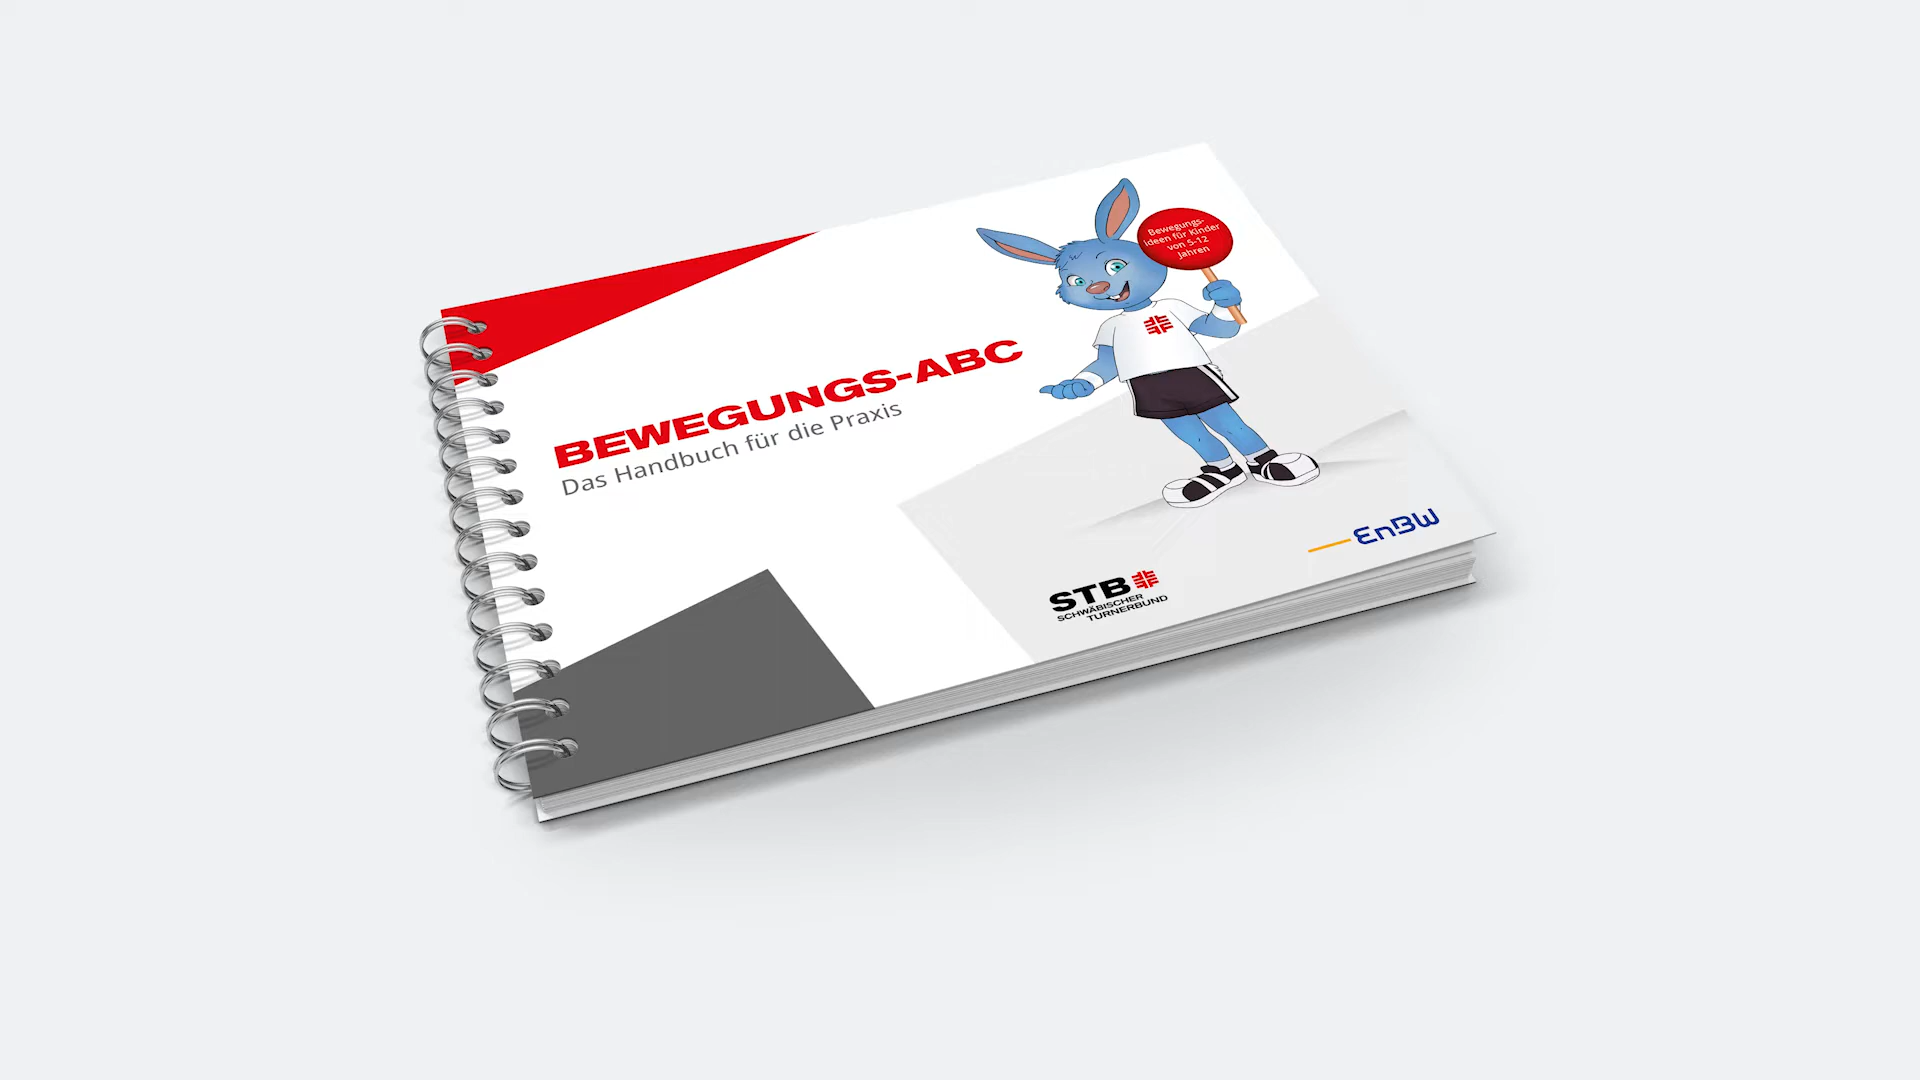 Bewegungs-
Ideen für Kinder
von 5-12
Jahren
BEWEGUNGS-ABC
Das Handbuch für die Praxis
EnBW
STB
SCHWÄBISCHER
TURNERBUND